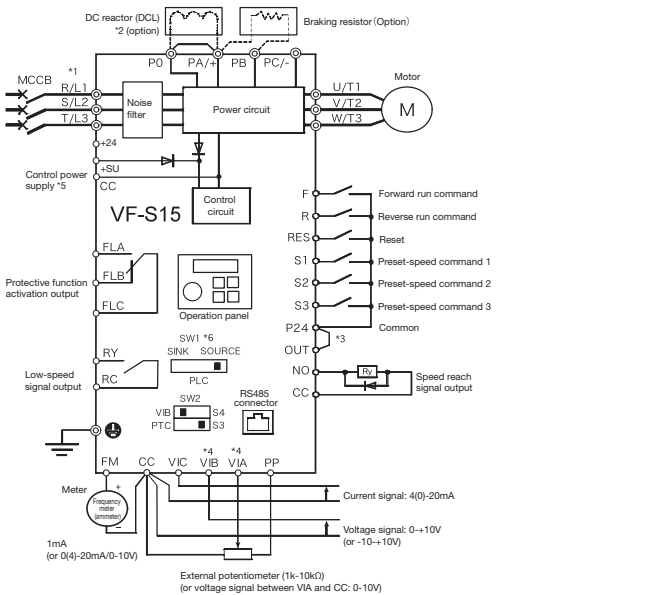 DC reactor (DCL)
*2 (option)
Braking resistor (Option)
P0
PA/+
PB
PC/-
*1
MCCB
R/L1
S/L2
T/L3
Noise
filter
Power circuit
U/T1
V/T2
W/T3
Motor
M
+24
+SU
CC
Control power
supply *5
Control
circuit
VF-S15
F
Forward run command
R
Reverse run command
RES
Reset
S1
Preset-speed command 1
S2
Preset-speed command 2
S3
Preset-speed command 3
P24
Common
*3
OUT
FLA
FLB
FLC
Protective function
activation output
Operation panel
SW1 *6
SINK SOURCE
PLC
RY
RC
Low-speed
signal output
SW2
VIB
S4
PTC
S3
RS485
connector
NO
Ry
CC
Speed reach
signal output
FM
CC
VIC
*4
VIB
*4
VIA
PP
Meter
+
Frequency
meter
(ammeter)
−
1mA
(or 0(4)-20mA/0-10V)
Current signal: 4(0)-20mA
Voltage signal: 0-+10V
(or -10-+10V)
External potentiometer (1k-10kΩ)
(or voltage signal between VIA and CC: 0-10V)